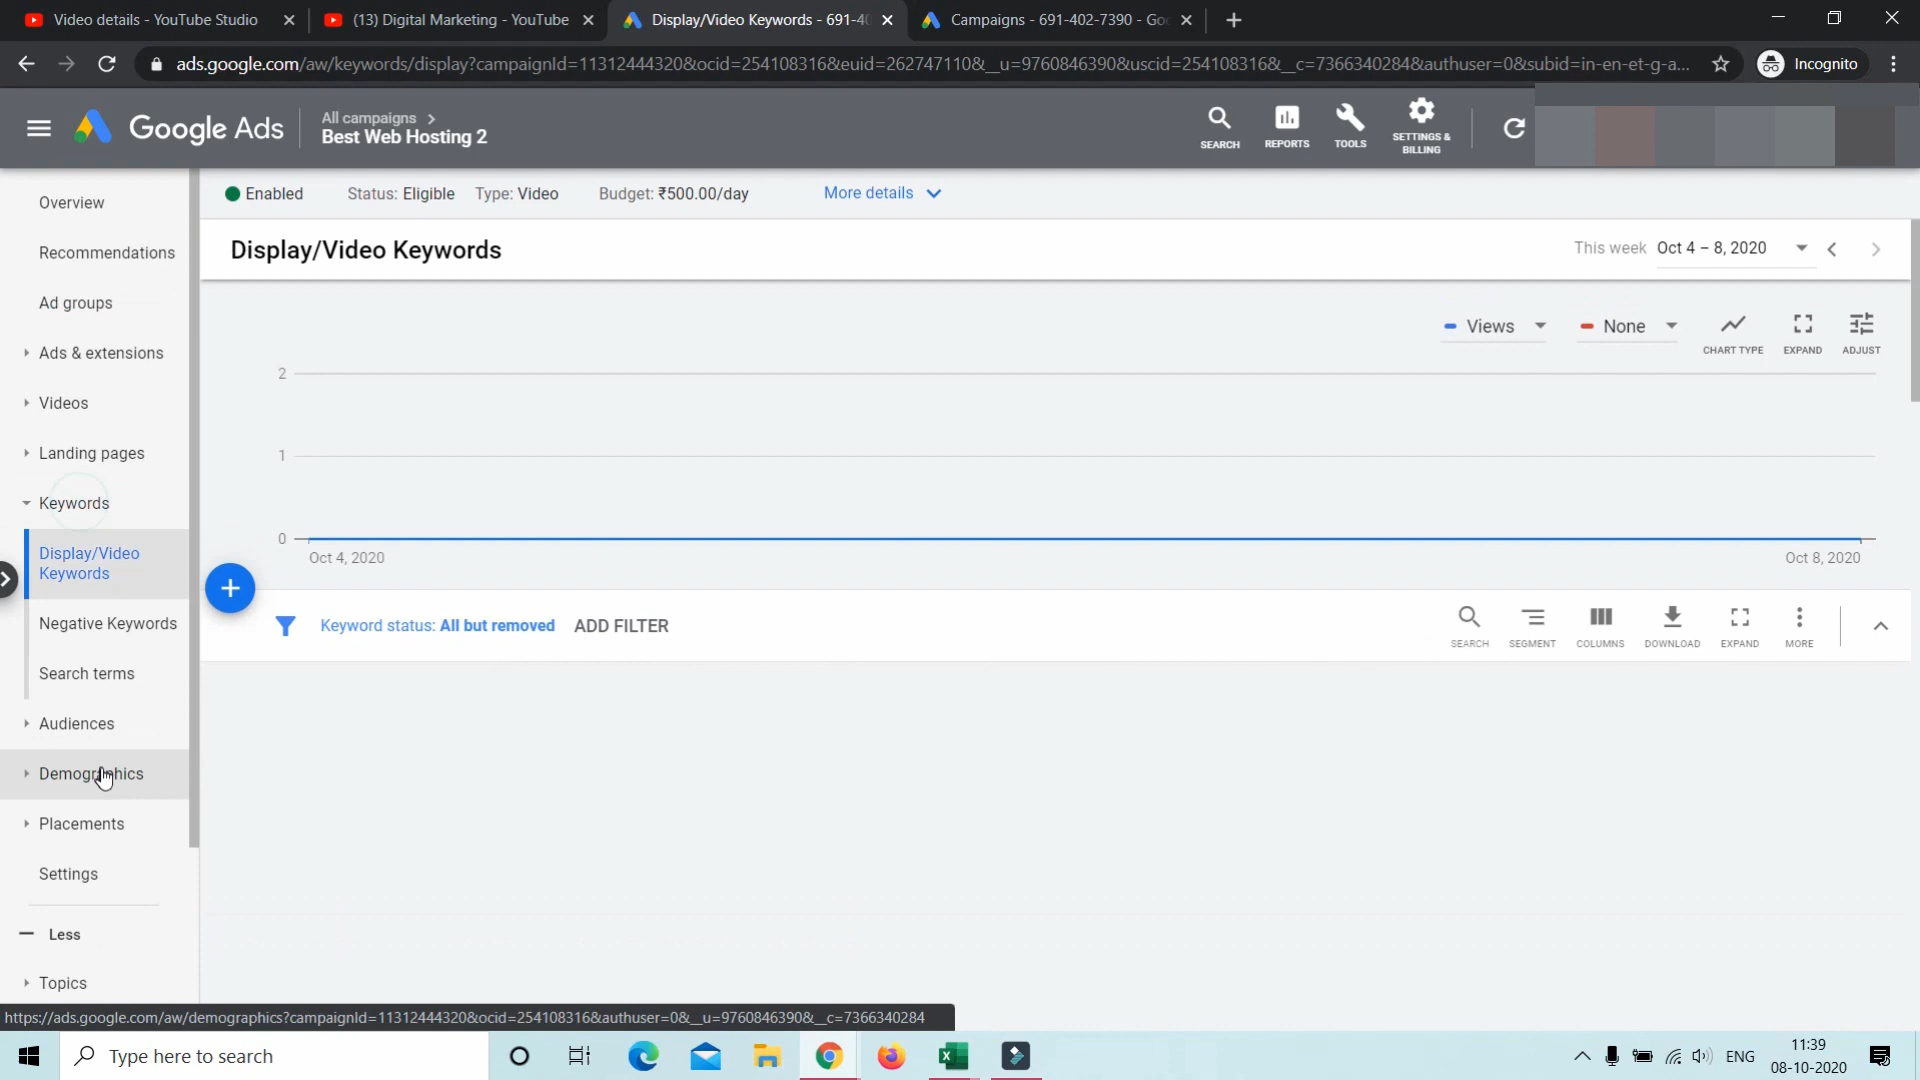 Video details - YouTube Studio
(13) Digital Marketing - YouTube
Display/Video Keywords - 691-40
Campaigns - 691-402-7390 - Go
ads.google.com/aw/keywords/display?campaignId=11312444320&ocid=254108316&euid=262747110&__u=9760846390&uscid=254108316&__c=7366340284&authuser=0&subid=in-en-et-g-a...
Incognito
Google Ads
All campaigns >
Best Web Hosting 2
SEARCH
REPORTS
TOOLS
SETTINGS & BILLING
Enabled
Status: Eligible
Type: Video
Budget: ₹500.00/day
More details
Display/Video Keywords
This week Oct 4 – 8, 2020
Views
None
CHART TYPE
EXPAND
ADJUST
2
1
0
Oct 4, 2020
Oct 8, 2020
Keyword status: All but removed
ADD FILTER
SEARCH
SEGMENT
COLUMNS
DOWNLOAD
EXPAND
MORE
Overview
Recommendations
Ad groups
Ads & extensions
Videos
Landing pages
Keywords
Display/Video
Keywords
Negative Keywords
Search terms
Audiences
Demographics
Placements
Settings
Less
Topics
https://ads.google.com/aw/demographics?campaignId=11312444320&ocid=254108316&authuser=0&__u=9760846390&__c=7366340284
Type here to search
ENG
11:39
08-10-2020